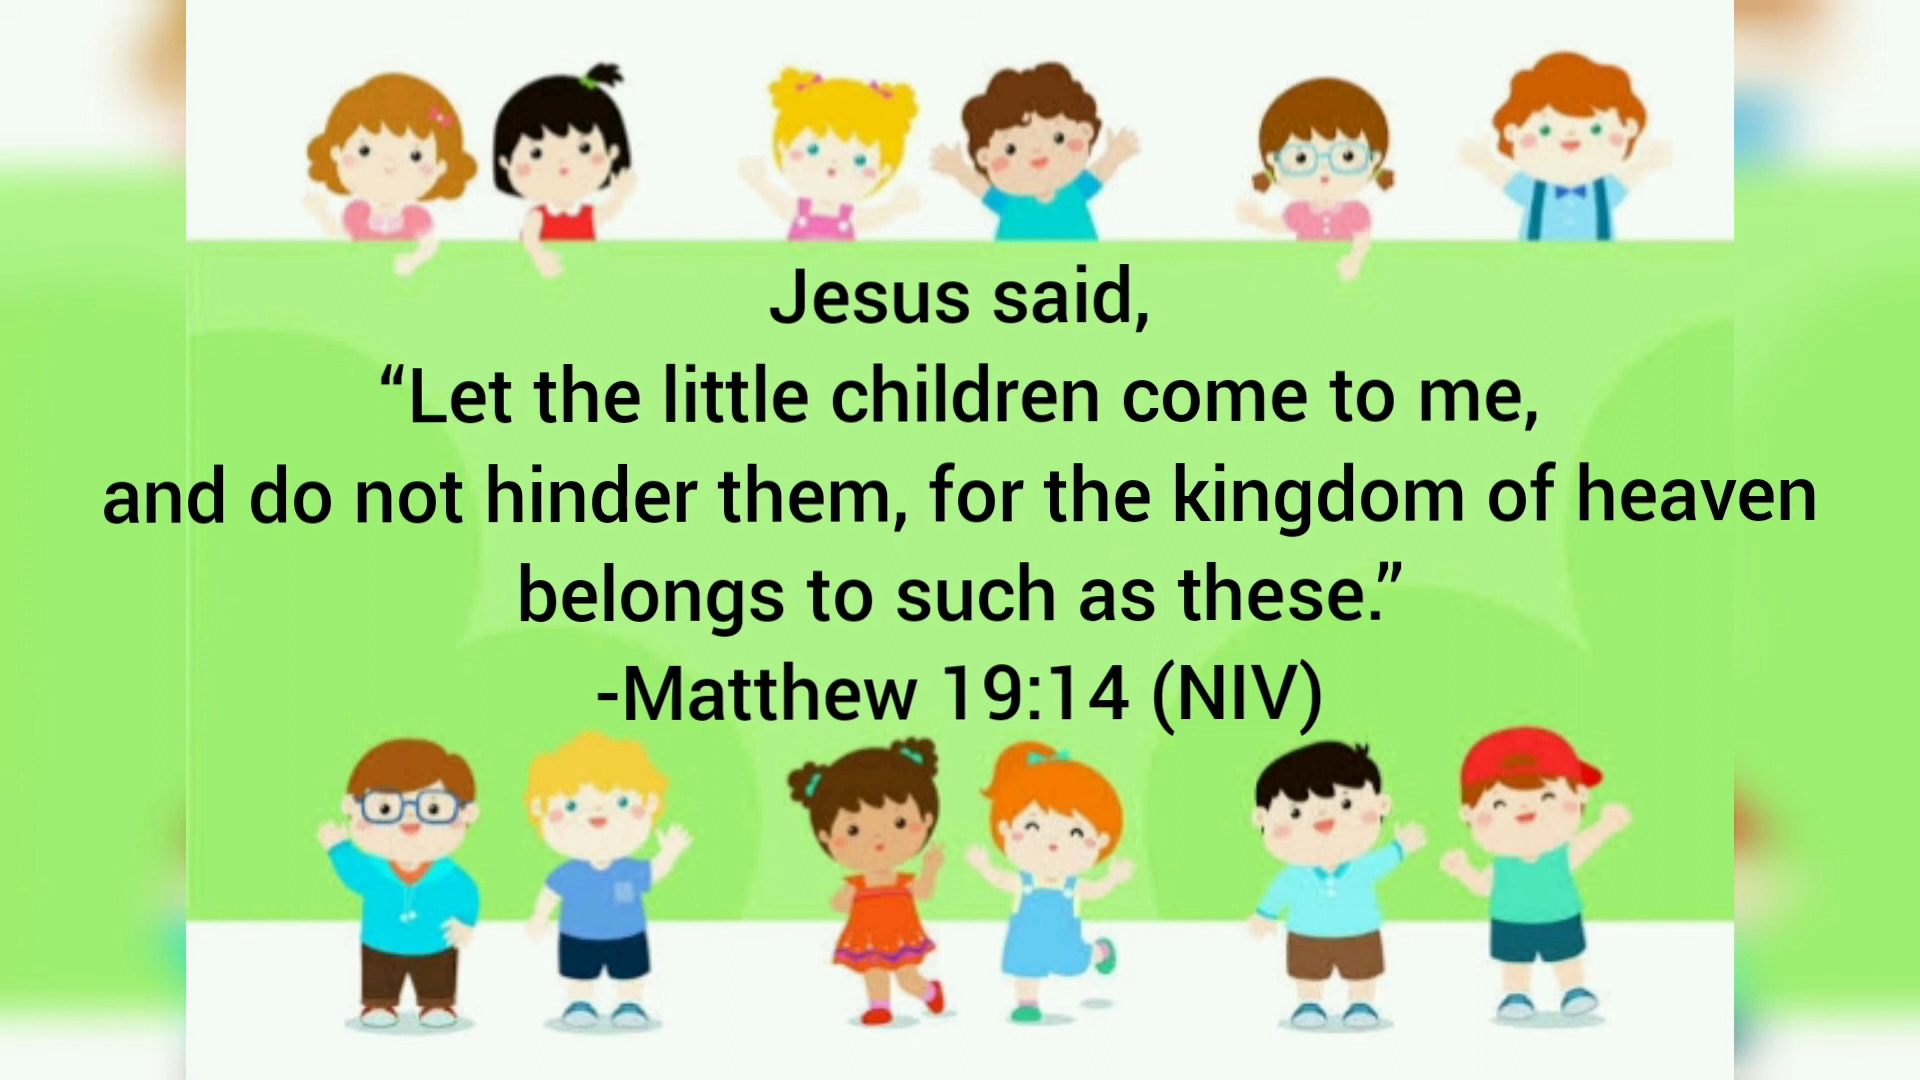 Jesus said,
“Let the little children come to me,
and do not hinder them, for the kingdom of heaven
belongs to such as these.”
-Matthew 19:14 (NIV)